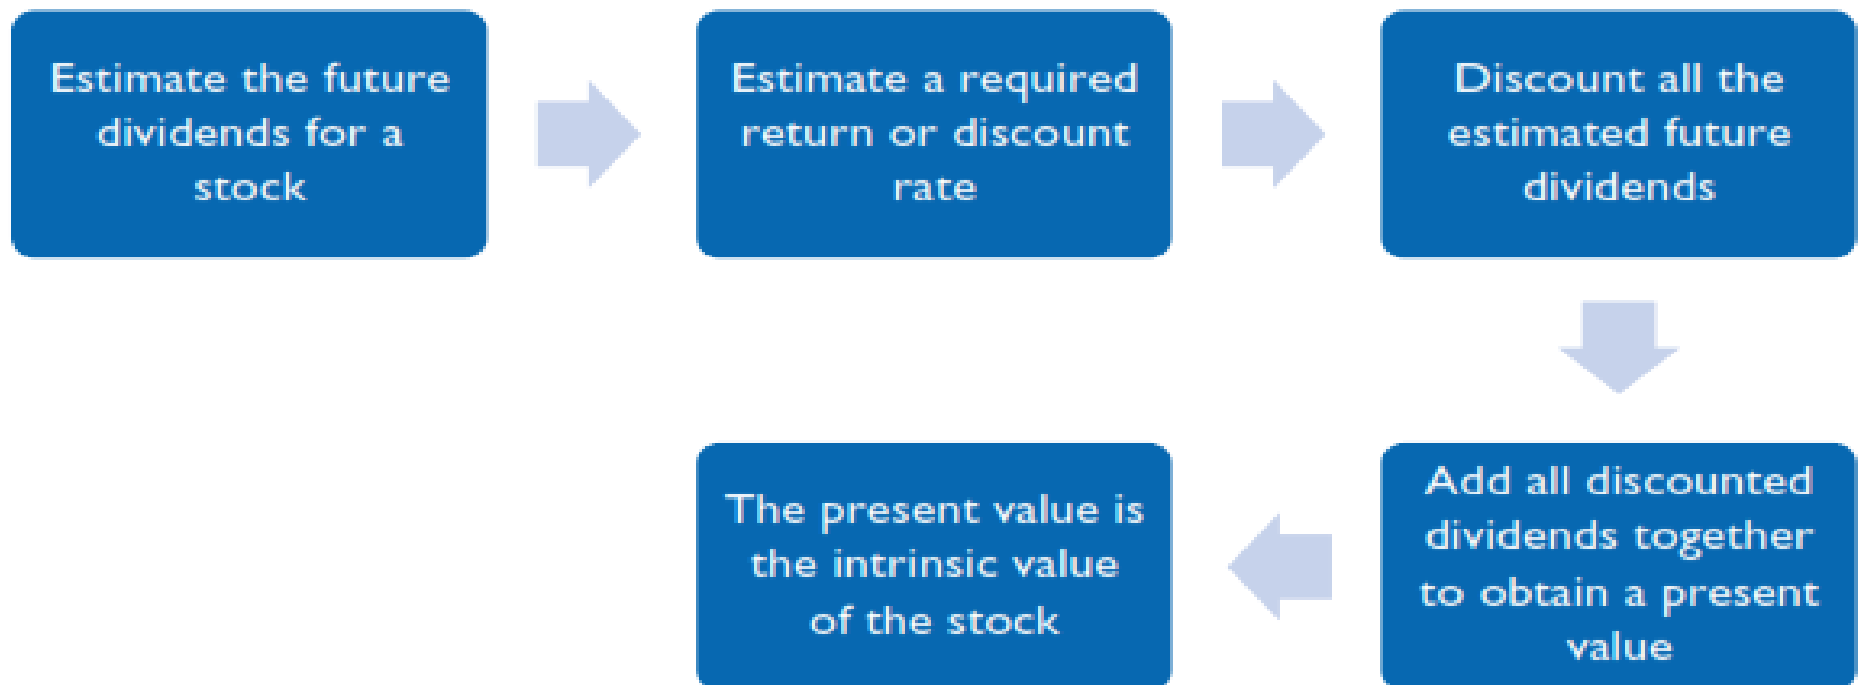 Estimate the future
dividends for a
stock
Estimate a required
return or discount
rate
Discount all the
estimated future
dividends
Add all discounted
dividends together
to obtain a present
value
The present value is
the intrinsic value
of the stock